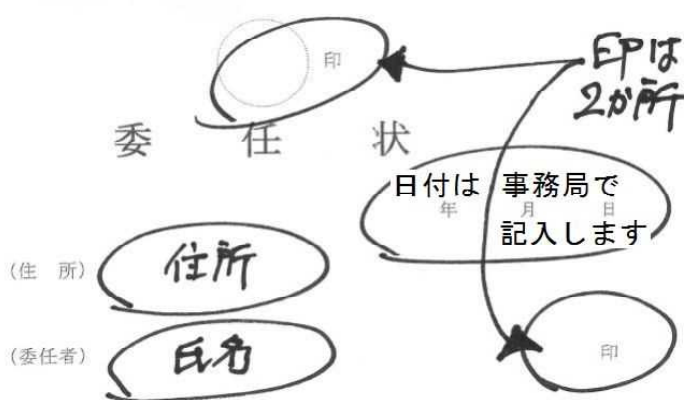 印
印は
2か所
委任状
日付は 事務局で
年 月 日
記入します
(住 所) 住所
(委任者) 氏名
印